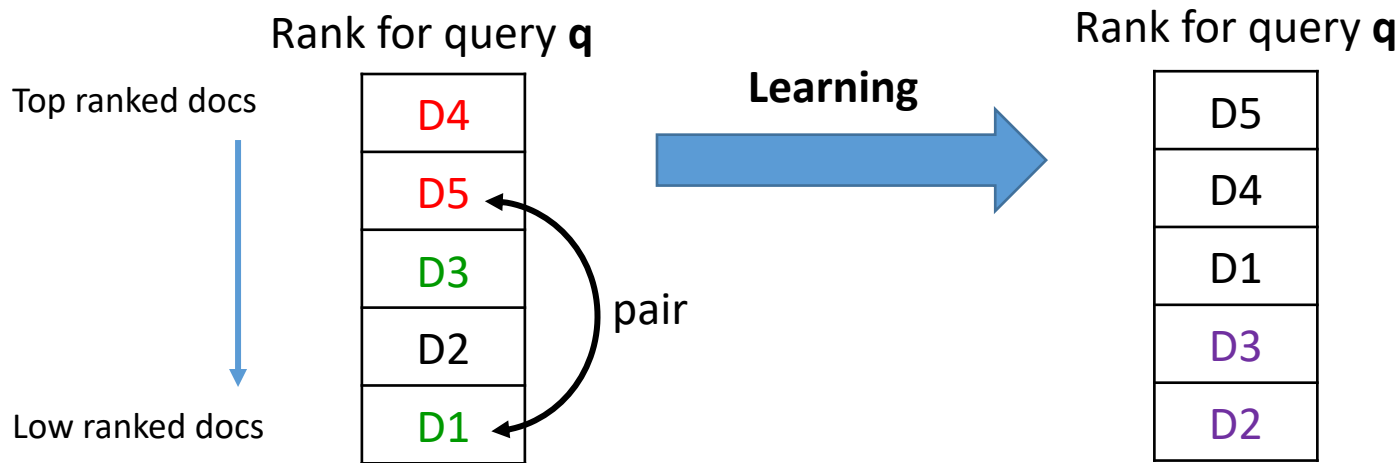 Rank for query q
Top ranked docs
D4
D5
D3
D2
D1
Low ranked docs
pair
Learning
Rank for query q
D5
D4
D1
D3
D2